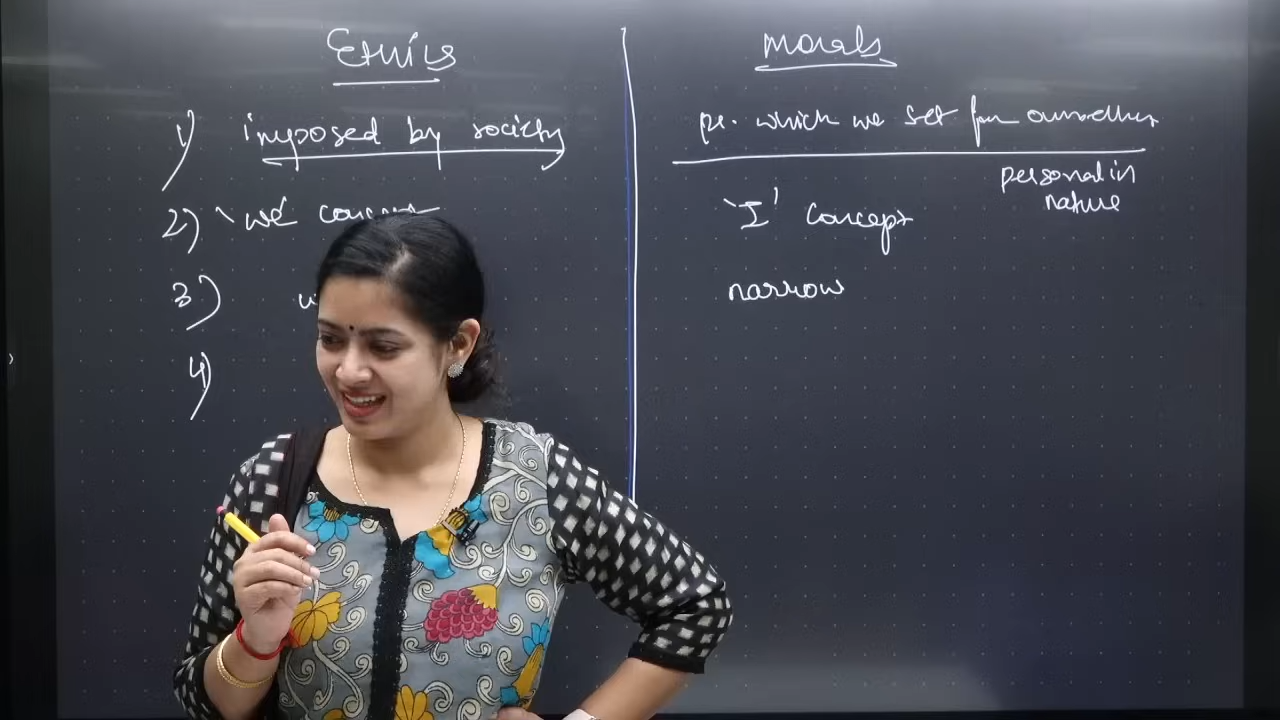 Ethics
Morals
1) imposed by society
pr. which we set for ourselves
personal in
nature
2) 'we' concept
'I' concept
3)
narrow
4)